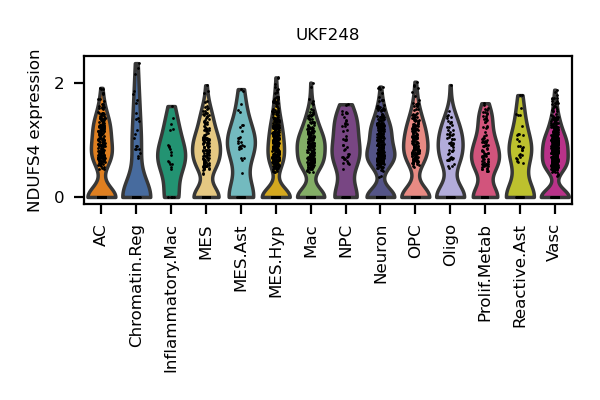 UKF248
NDUFS4 expression
2
0
AC
Chromatin.Reg
Inflammatory.Mac
MES
MES.Ast
MES.Hyp
Mac
NPC
Neuron
OPC
Oligo
Prolif.Metab
Reactive.Ast
Vasc